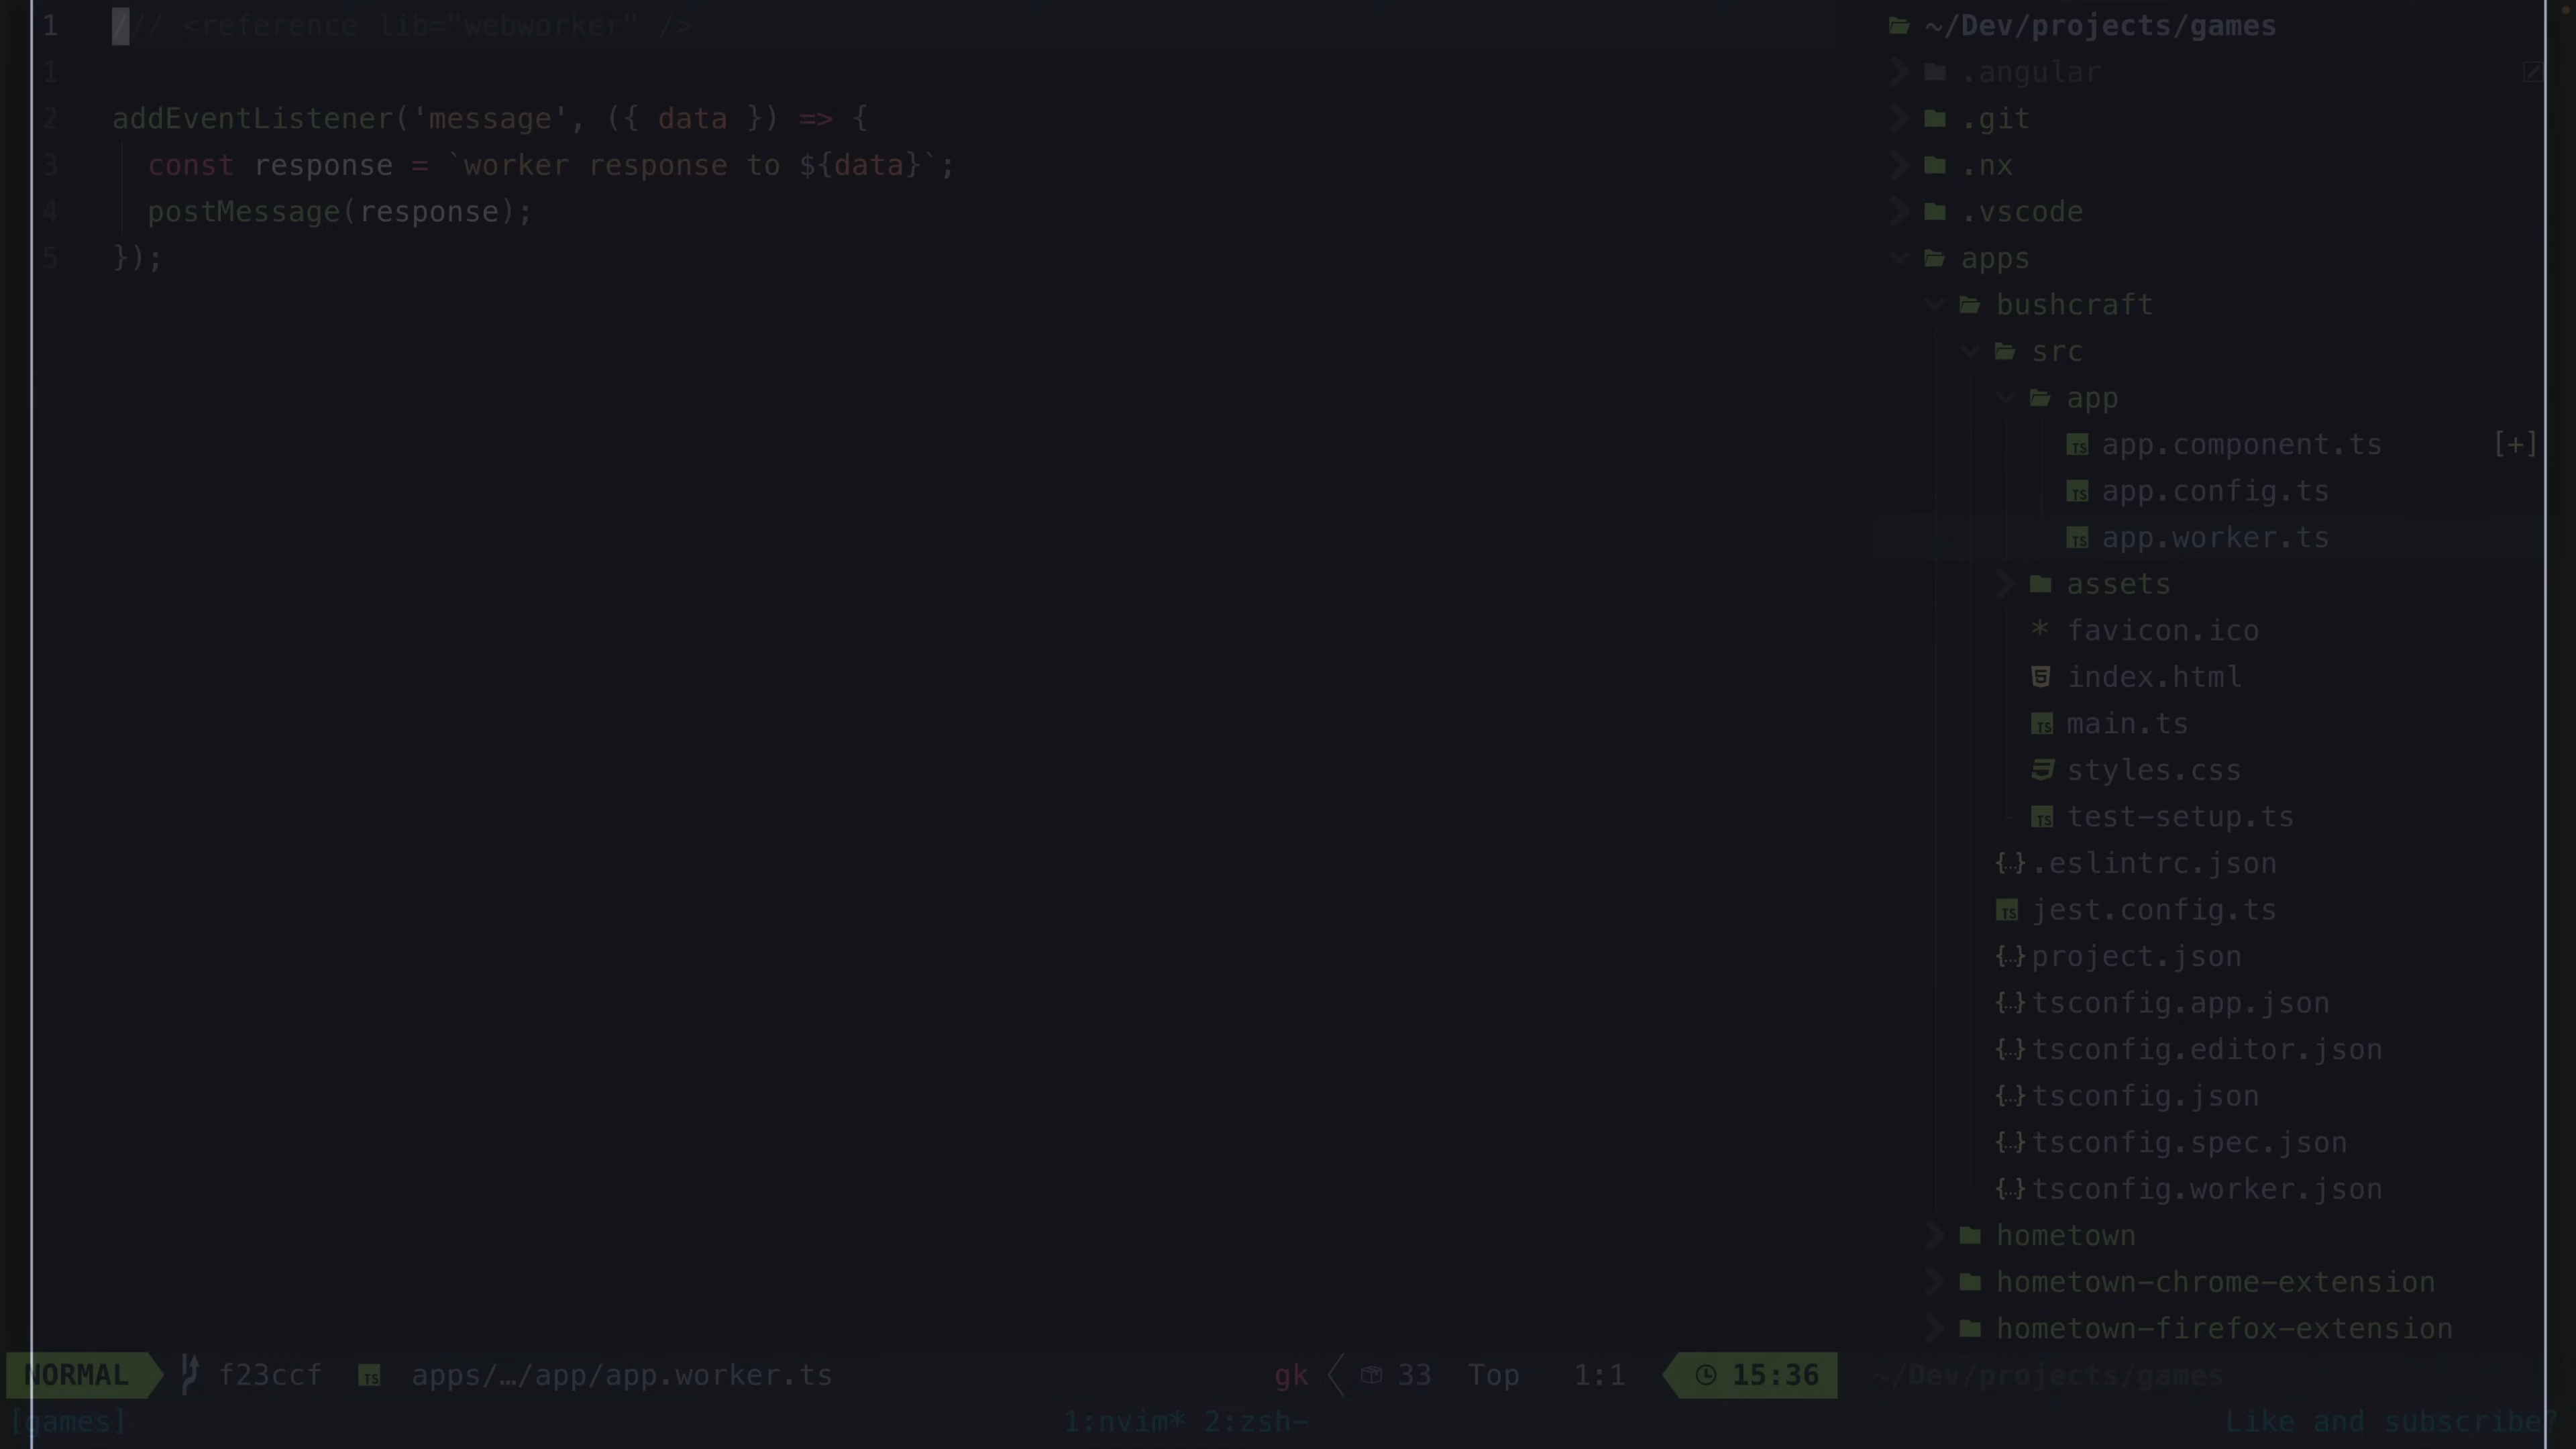 1 /// <reference lib="webworker" />
1
2 addEventListener('message', ({ data }) => {
3 const response = `worker response to ${data}`;
4 postMessage(response);
5 });
~/Dev/projects/games
.angular
.git
.nx
.vscode
apps
bushcraft
src
app
app.component.ts [+]
app.config.ts
app.worker.ts
assets
favicon.ico
index.html
main.ts
styles.css
test-setup.ts
.eslintrc.json
jest.config.ts
project.json
tsconfig.app.json
tsconfig.editor.json
tsconfig.json
tsconfig.spec.json
tsconfig.worker.json
hometown
hometown-chrome-extension
hometown-firefox-extension
NORMAL f23ccf apps/…/app/app.worker.ts gk 33 Top 1:1 15:36 ~/Dev/projects/games
[games] 1:nvim* 2:zsh- Like and subscribe?